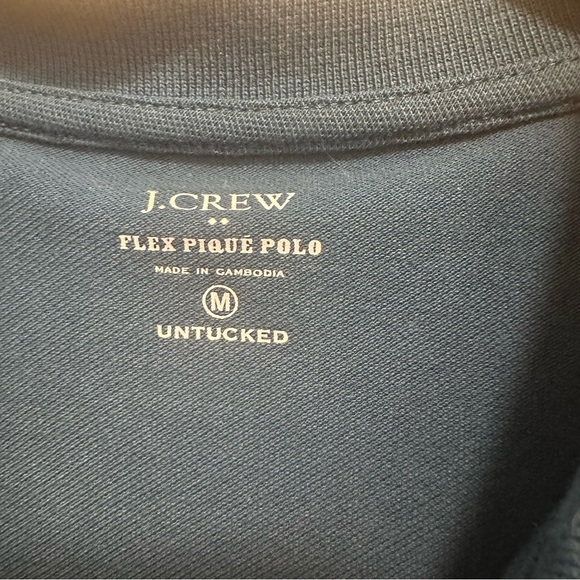 J.CREW
FLEX PIQUÉ POLO
MADE IN CAMBODIA
M
UNTUCKED